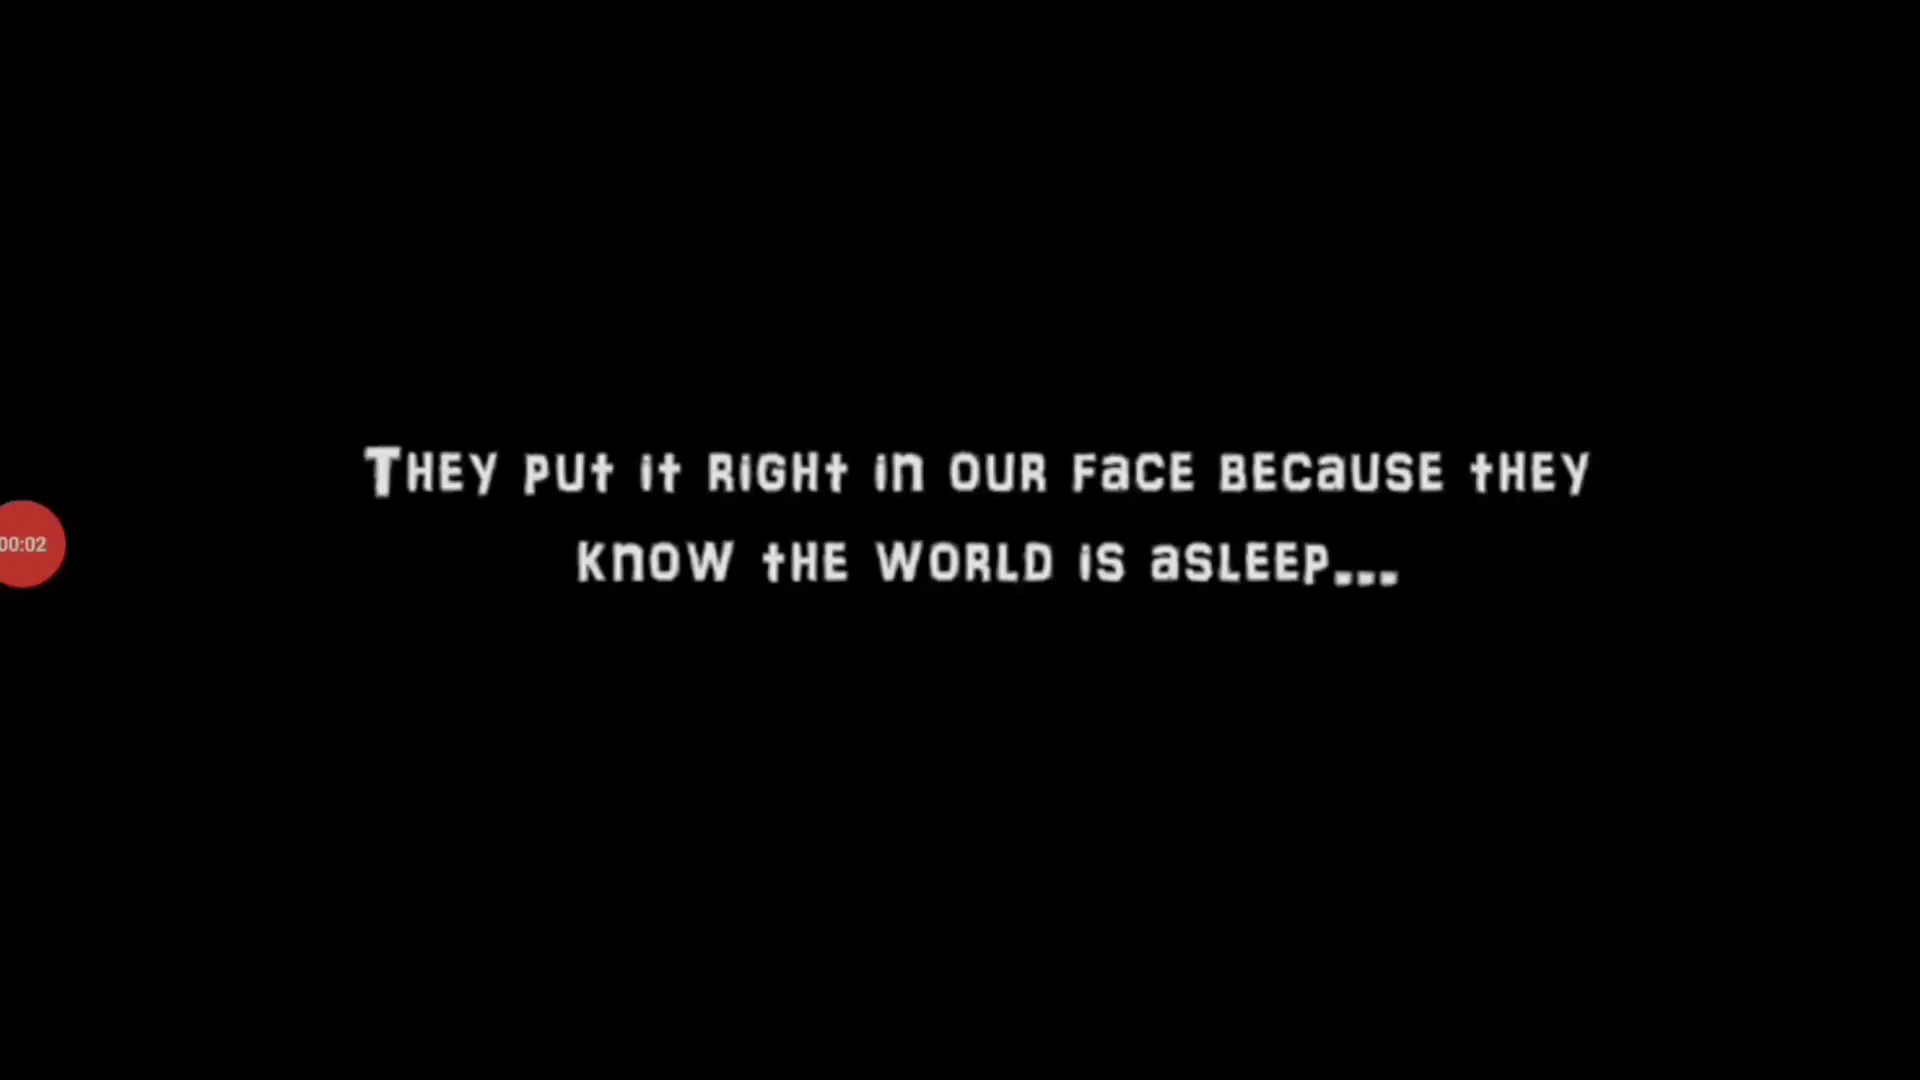 They put it right in our face because they
know the world is asleep...
00:02